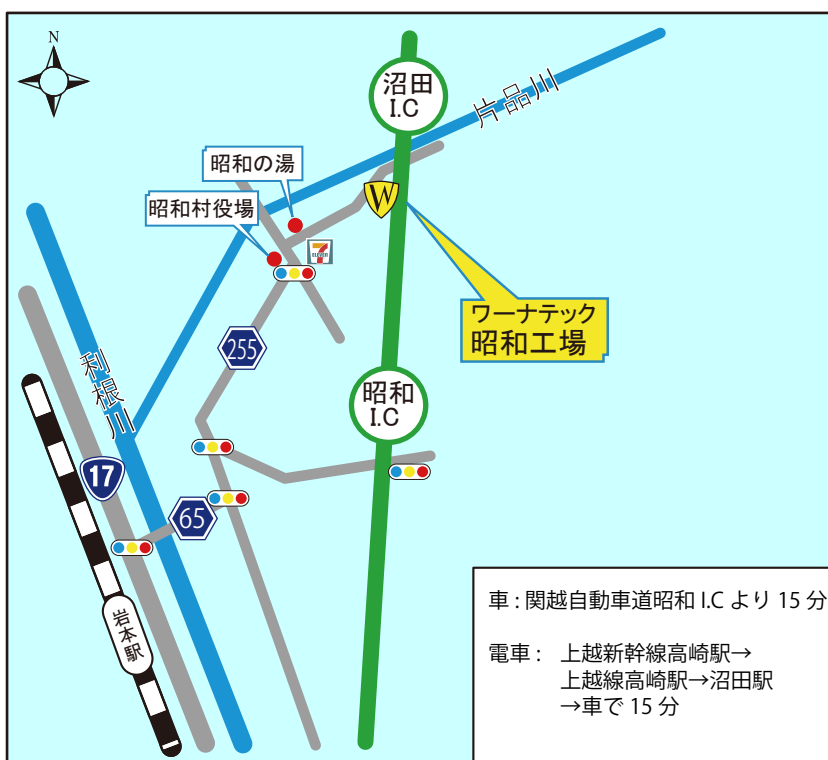 N
沼田
I.C
片品川
昭和の湯
昭和村役場
W
7
ELEVEN
ワーナテック
昭和工場
255
利根川
昭和
I.C
17
65
岩本駅
車 : 関越自動車道昭和 I.C より 15 分
電車 : 上越新幹線高崎駅→
上越線高崎駅→沼田駅
→車で 15 分